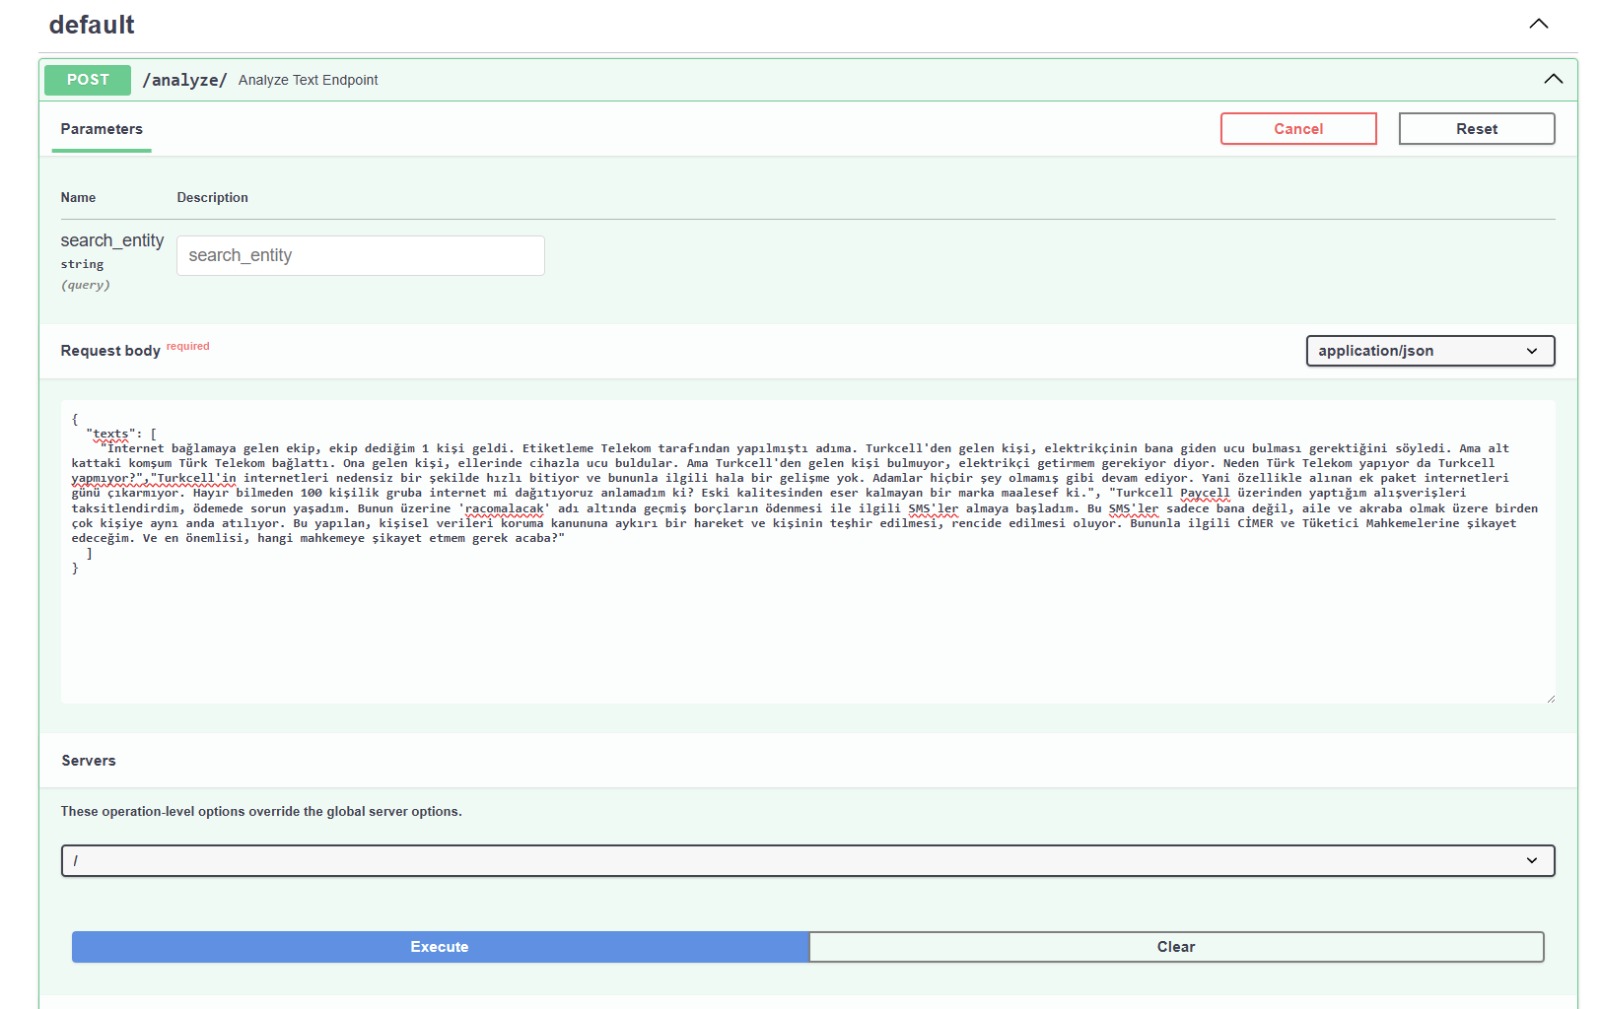 default
POST /analyze/ Analyze Text Endpoint
Parameters
Cancel
Reset
Name Description
search_entity
string
(query)
search_entity
Request body required
application/json
{
"texts": [
"İnternet bağlamaya gelen ekip, ekip dediğim 1 kişi geldi. Etiketleme Telekom tarafından yapılmıştı adıma. Turkcell'den gelen kişi, elektrikçinin bana giden ucu bulması gerektiğini söyledi. Ama alt
kattaki komşum Türk Telekom bağlattı. Ona gelen kişi, ellerinde cihazla ucu buldular. Ama Turkcell'den gelen kişi bulmuyor, elektrikçi getirmem gerekiyor diyor. Neden Türk Telekom yapıyor da Turkcell
yapmıyor?","Turkcell'in internetleri nedensiz bir şekilde hızlı bitiyor ve bununla ilgili hala bir gelişme yok. Adamlar hiçbir şey olmamış gibi devam ediyor. Yani özellikle alınan ek paket internetleri
günü çıkarmıyor. Hayır bilmeden 100 kişilik gruba internet mi dağıtıyoruz anlamadım ki? Eski kalitesinden eser kalmayan bir marka maalesef ki.", "Turkcell Paycell üzerinden yaptığım alışverişleri
taksitlendirdim, ödemede sorun yaşadım. Bunun üzerine 'racomalacak' adı altında geçmiş borçların ödenmesi ile ilgili SMS'ler almaya başladım. Bu SMS'ler sadece bana değil, aile ve akraba olmak üzere birden
çok kişiye aynı anda atılıyor. Bu yapılan, kişisel verileri koruma kanununa aykırı bir hareket ve kişinin teşhir edilmesi, rencide edilmesi oluyor. Bununla ilgili CİMER ve Tüketici Mahkemelerine şikayet
edeceğim. Ve en önemlisi, hangi mahkemeye şikayet etmem gerek acaba?"
]
}
Servers
These operation-level options override the global server options.
/
Execute
Clear